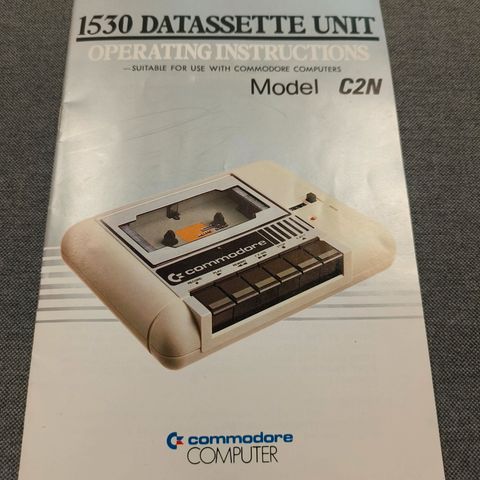 1530 DATASSETTE UNIT
OPERATING INSTRUCTIONS
—SUITABLE FOR USE WITH COMMODORE COMPUTERS
Model C2N
commodore
commodore
COMPUTER